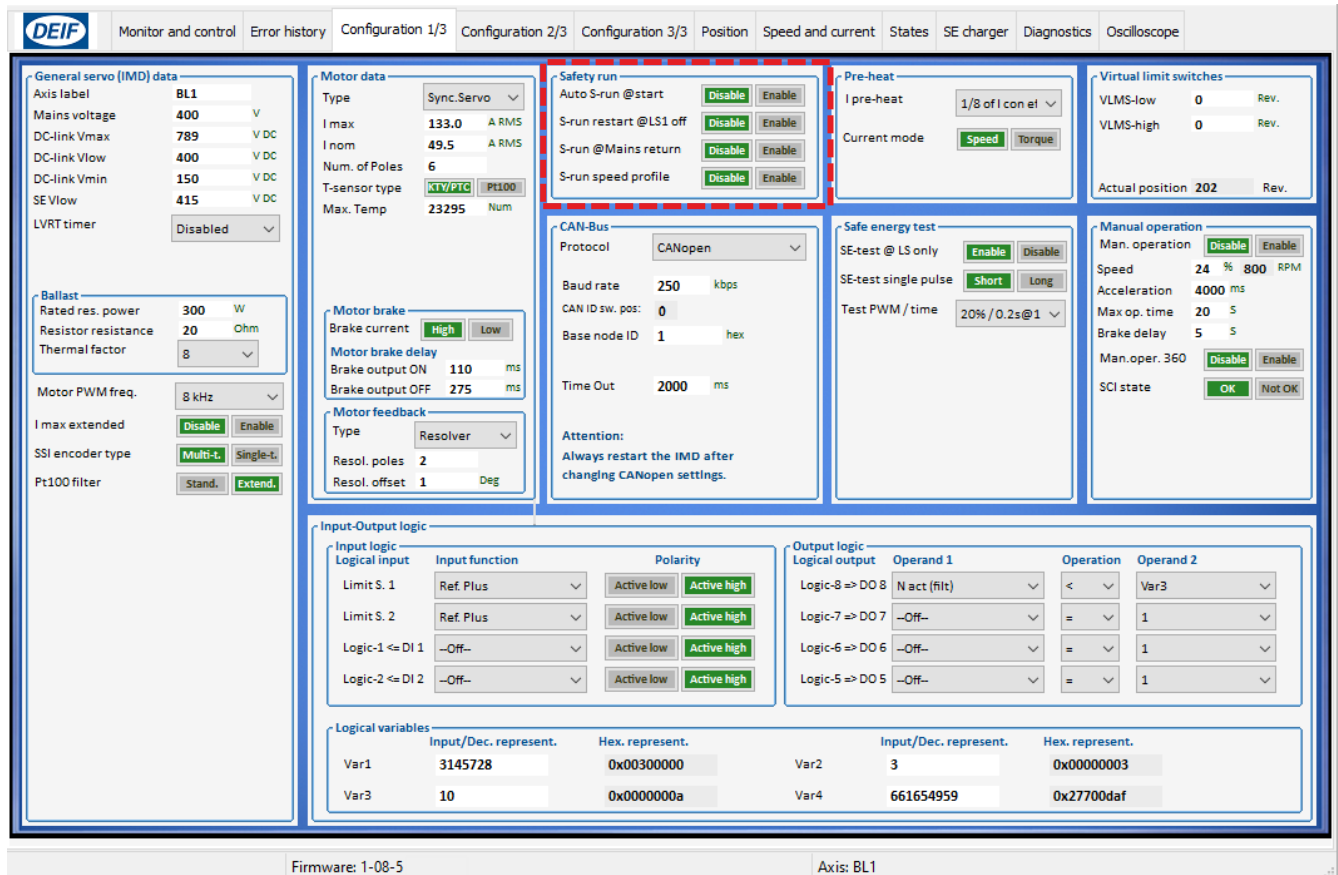 DEIF
Monitor and control Error history Configuration 1/3 Configuration 2/3 Configuration 3/3 Position Speed and current States SE charger Diagnostics Oscilloscope
General servo (IMD) data
Axis label BL1
Mains voltage 400 V
DC-link Vmax 789 V DC
DC-link Vlow 400 V DC
DC-link Vmin 150 V DC
SE Vlow 415 V DC
LVRT timer Disabled
Ballast
Rated res. power 300 W
Resistor resistance 20 Ohm
Thermal factor 8
Motor PWM freq. 8 kHz
I max extended Disable Enable
SSI encoder type Multi-t. Single-t.
Pt100 filter Stand. Extend.
Motor data
Type Sync.Servo
I max 133.0 A RMS
I nom 49.5 A RMS
Num. of Poles 6
T-sensor type KTY/PTC Pt100
Max. Temp 23295 Num
Motor brake
Brake current High Low
Motor brake delay
Brake output ON 110 ms
Brake output OFF 275 ms
Motor feedback
Type Resolver
Resol. poles 2
Resol. offset 1 Deg
Safety run
Auto S-run @start Disable Enable
S-run restart @LS1 off Disable Enable
S-run @Mains return Disable Enable
S-run speed profile Disable Enable
CAN-Bus
Protocol CANopen
Baud rate 250 kbps
CAN ID sw. pos: 0
Base node ID 1 hex
Time Out 2000 ms
Attention:
Always restart the IMD after
changing CANopen settings.
Pre-heat
I pre-heat 1/8 of I con ef
Current mode Speed Torque
Safe energy test
SE-test @ LS only Enable Disable
SE-test single pulse Short Long
Test PWM / time 20% / 0.2s@1
Virtual limit switches
VLMS-low 0 Rev.
VLMS-high 0 Rev.
Actual position 202 Rev.
Manual operation
Man. operation Disable Enable
Speed 24 % 800 RPM
Acceleration 4000 ms
Max op. time 20 S
Brake delay 5 S
Man.oper. 360 Disable Enable
SCI state OK Not OK
Input-Output logic
Input logic
Logical input Input function Polarity
Limit S. 1 Ref. Plus Active low Active high
Limit S. 2 Ref. Plus Active low Active high
Logic-1 <= DI 1 --Off-- Active low Active high
Logic-2 <= DI 2 --Off-- Active low Active high
Output logic
Logical output Operand 1 Operation Operand 2
Logic-8 => DO 8 N act (filt) < Var3
Logic-7 => DO 7 --Off-- = 1
Logic-6 => DO 6 --Off-- = 1
Logic-5 => DO 5 --Off-- = 1
Logical variables
Input/Dec. represent. Hex. represent. Input/Dec. represent. Hex. represent.
Var1 3145728 0x00300000 Var2 3 0x00000003
Var3 10 0x0000000a Var4 661654959 0x27700daf
Firmware: 1-08-5 Axis: BL1